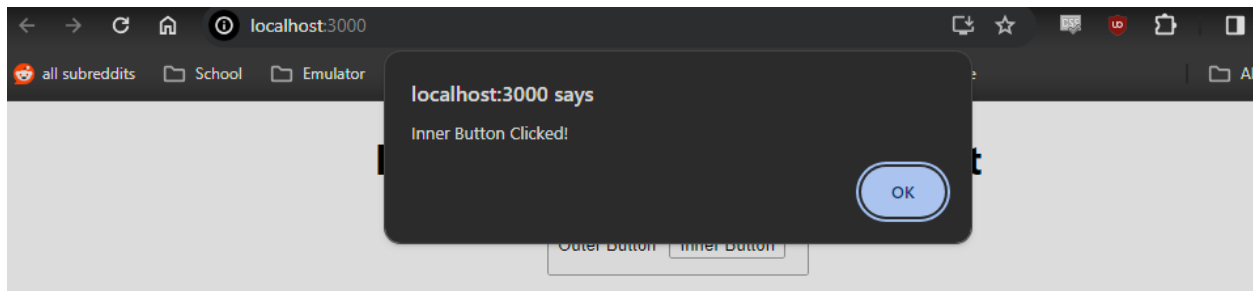 localhost:3000
all subreddits School Emulator
localhost:3000 says
Inner Button Clicked!
OK
Outer Button Inner Button